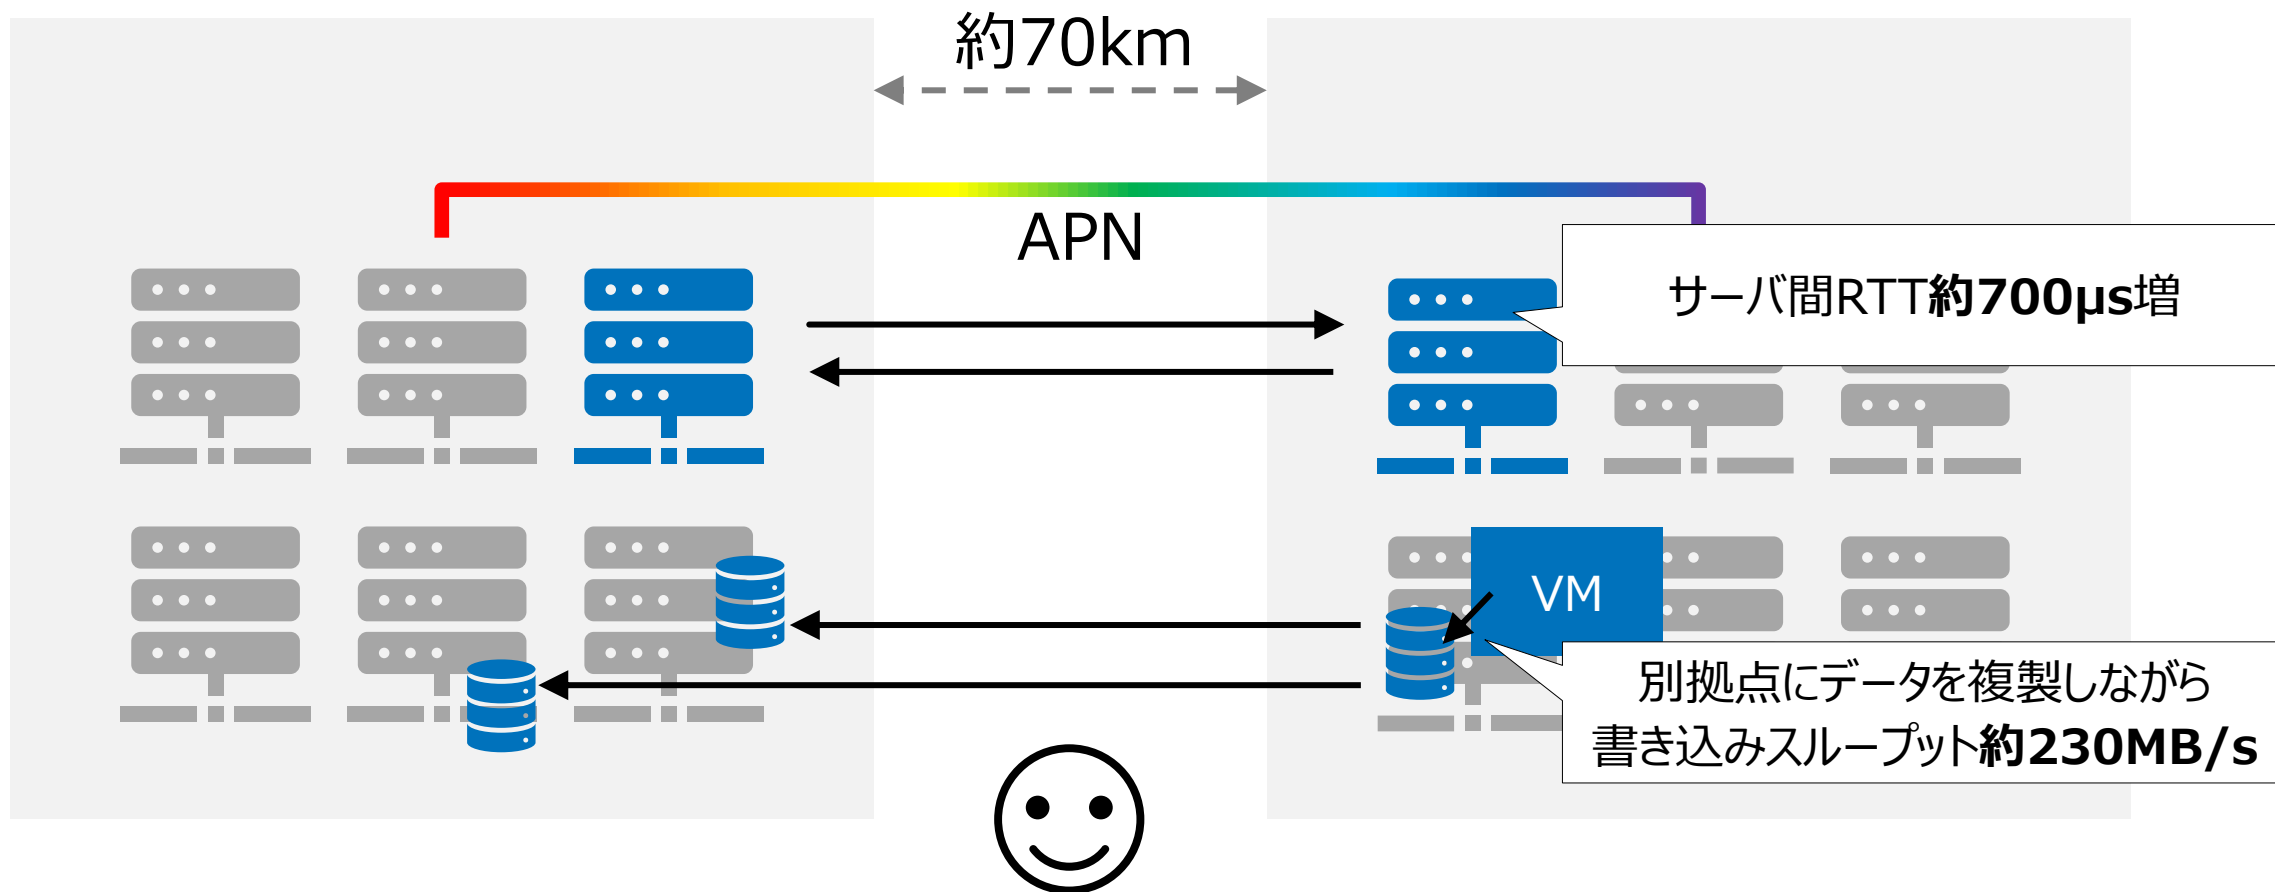 約70km
APN
サーバ間RTT約700μs増
VM
別拠点にデータを複製しながら
書き込みスループット約230MB/s